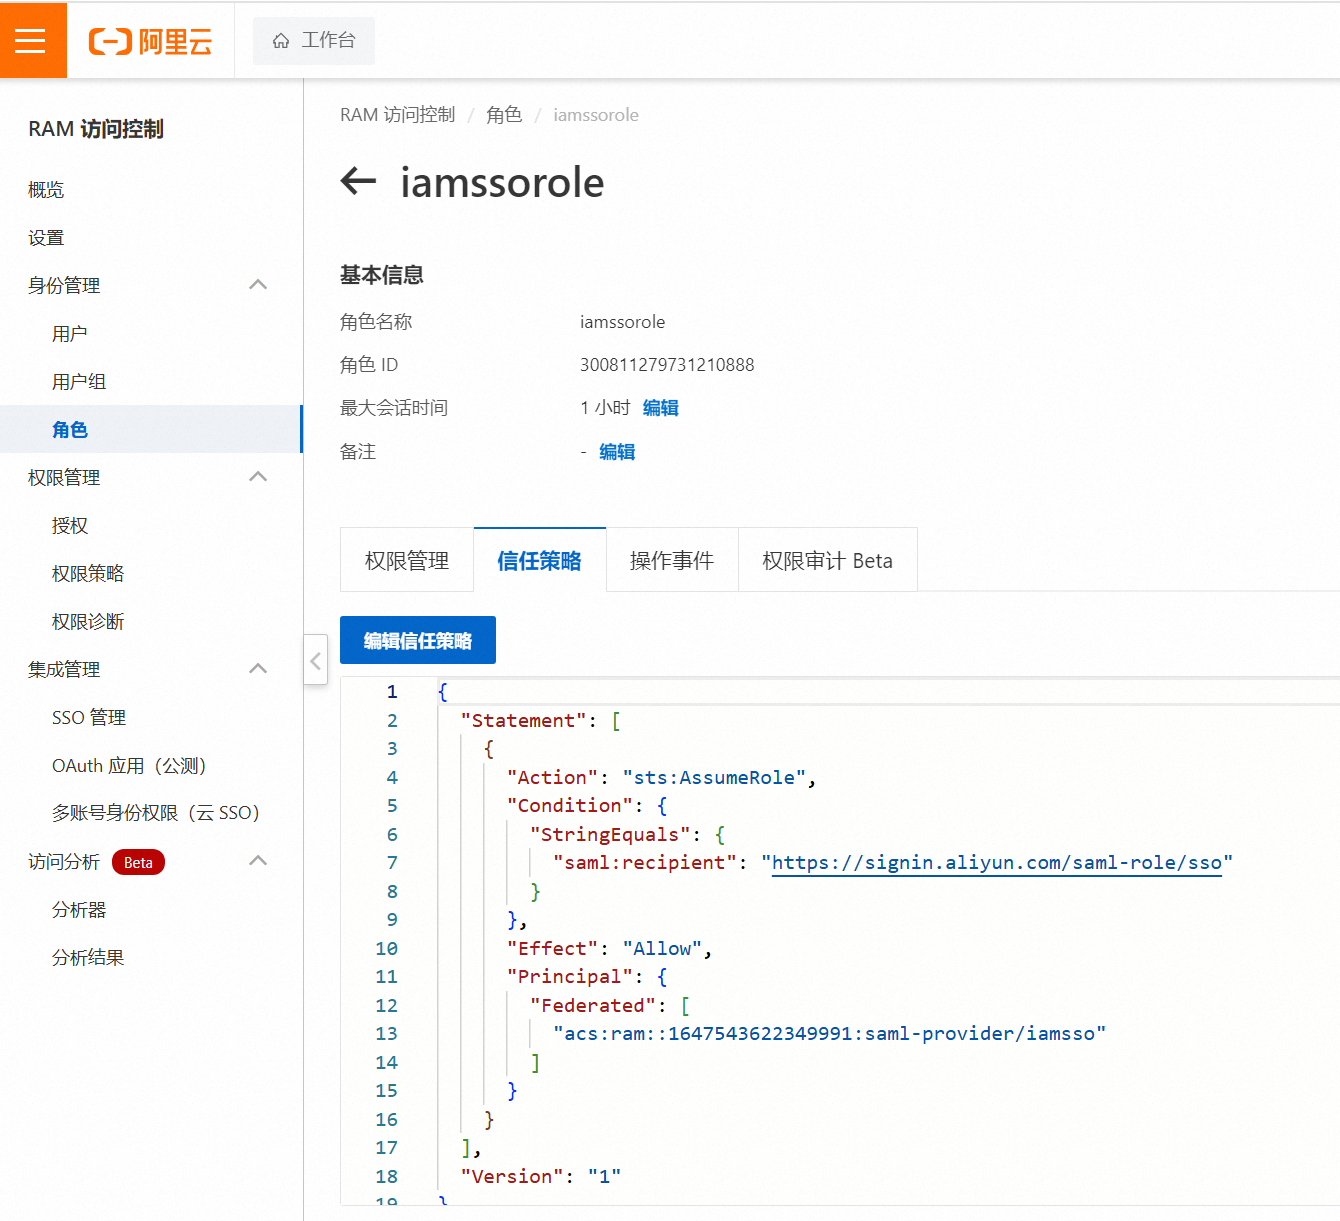 阿里云
工作台
RAM 访问控制
概览
设置
身份管理
用户
用户组
角色
权限管理
授权
权限策略
权限诊断
集成管理
SSO 管理
OAuth 应用（公测）
多账号身份权限（云 SSO）
访问分析 Beta
分析器
分析结果
RAM 访问控制 / 角色 / iamssorole
← iamssorole
基本信息
角色名称 iamssorole
角色 ID 300811279731210888
最大会话时间 1 小时 编辑
备注 - 编辑
权限管理 信任策略 操作事件 权限审计 Beta
编辑信任策略
1 {
2 "Statement": [
3 {
4 "Action": "sts:AssumeRole",
5 "Condition": {
6 "StringEquals": {
7 "saml:recipient": "https://signin.aliyun.com/saml-role/sso"
8 }
9 },
10 "Effect": "Allow",
11 "Principal": {
12 "Federated": [
13 "acs:ram::1647543622349991:saml-provider/iamsso"
14 ]
15 }
16 }
17 ],
18 "Version": "1"
19 }